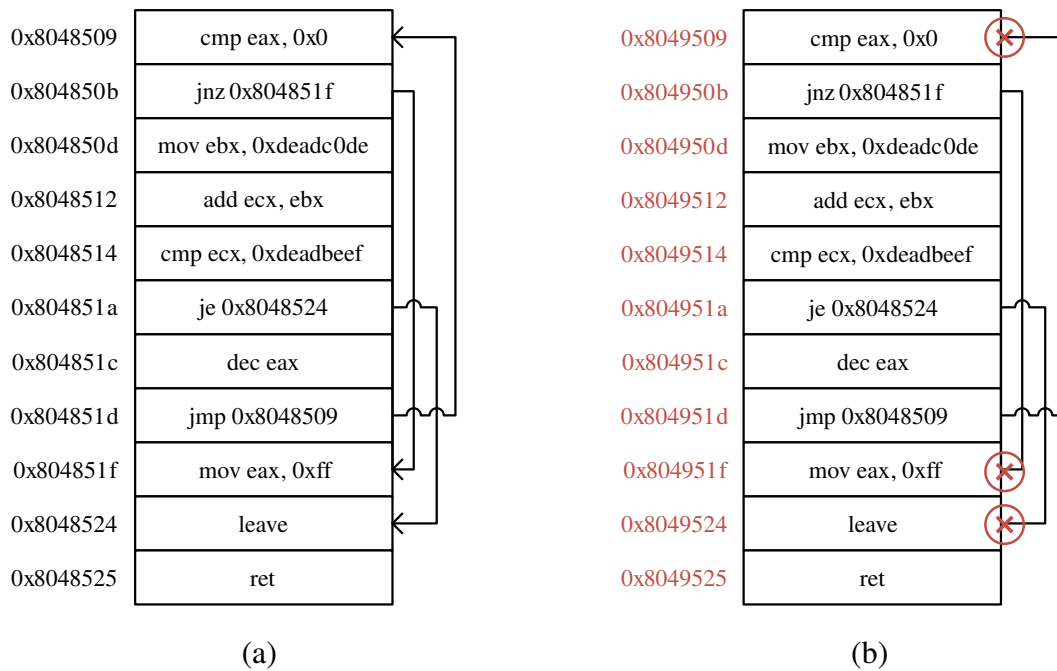 0x8048509 cmp eax, 0x0
0x804850b jnz 0x804851f
0x804850d mov ebx, 0xdeadc0de
0x8048512 add ecx, ebx
0x8048514 cmp ecx, 0xdeadbeef
0x804851a je 0x8048524
0x804851c dec eax
0x804851d jmp 0x8048509
0x804851f mov eax, 0xff
0x8048524 leave
0x8048525 ret
(a)
0x8049509 cmp eax, 0x0
0x804950b jnz 0x804851f
0x804950d mov ebx, 0xdeadc0de
0x8049512 add ecx, ebx
0x8049514 cmp ecx, 0xdeadbeef
0x804951a je 0x8048524
0x804951c dec eax
0x804951d jmp 0x8048509
0x804951f mov eax, 0xff
0x8049524 leave
0x8049525 ret
(b)